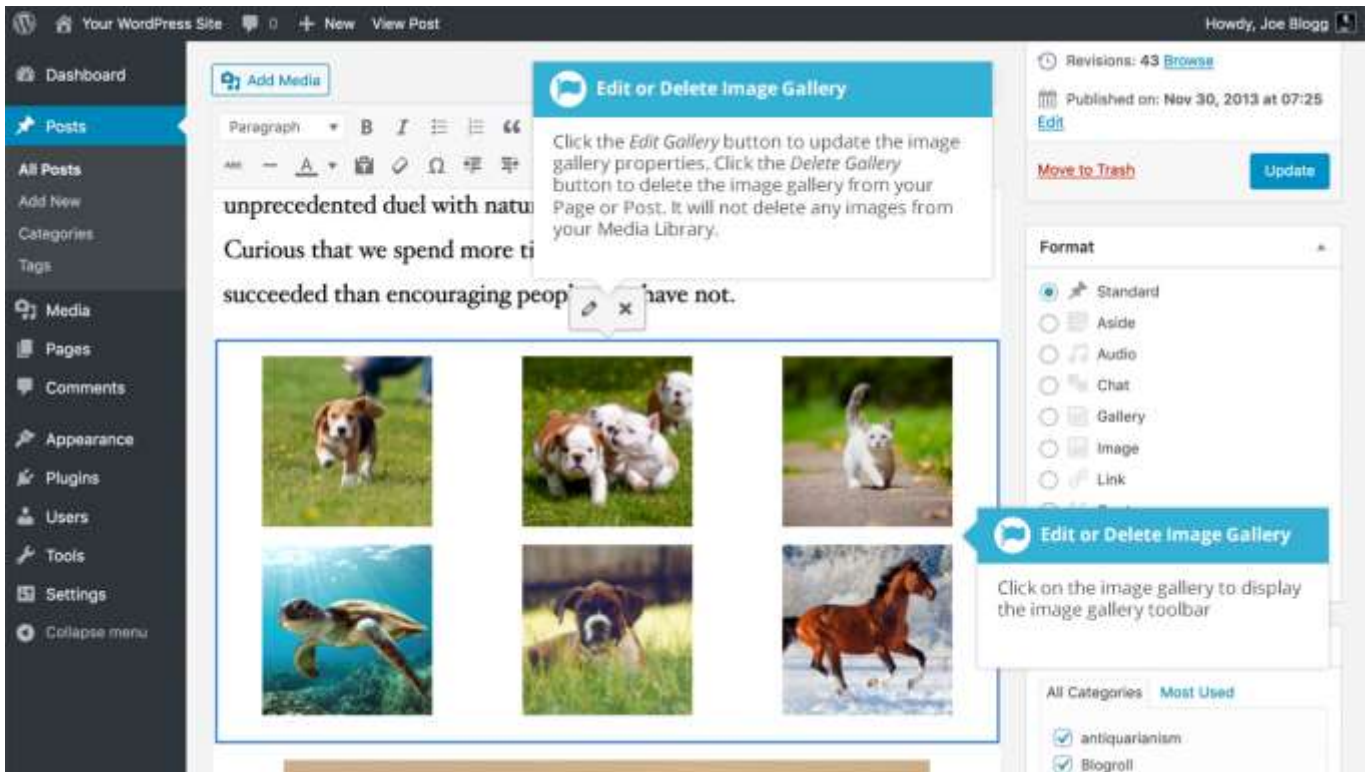 Your WordPress Site 0 + New View Post
Howdy, Joe Blogg
Dashboard
Posts
All Posts
Add New
Categories
Tags
Media
Pages
Comments
Appearance
Plugins
Users
Tools
Settings
Collapse menu
Add Media
Paragraph B I
ABC A Ω
unprecedented duel with
Curious that we spend more
succeeded than encouraging have not.
Edit or Delete Image Gallery
Click the Edit Gallery button to update the image
gallery properties. Click the Delete Gallery
button to delete the image gallery from your
Page or Post. It will not delete any images from
your Media Library.
Revisions: 43 Browse
Published on: Nov 30, 2013 at 07:25
Edit
Move to Trash
Update
Format
Standard
Aside
Audio
Chat
Gallery
Image
Link
Edit or Delete Image Gallery
Click on the image gallery to display
the image gallery toolbar
All Categories Most Used
antiquarianism
Blogroll